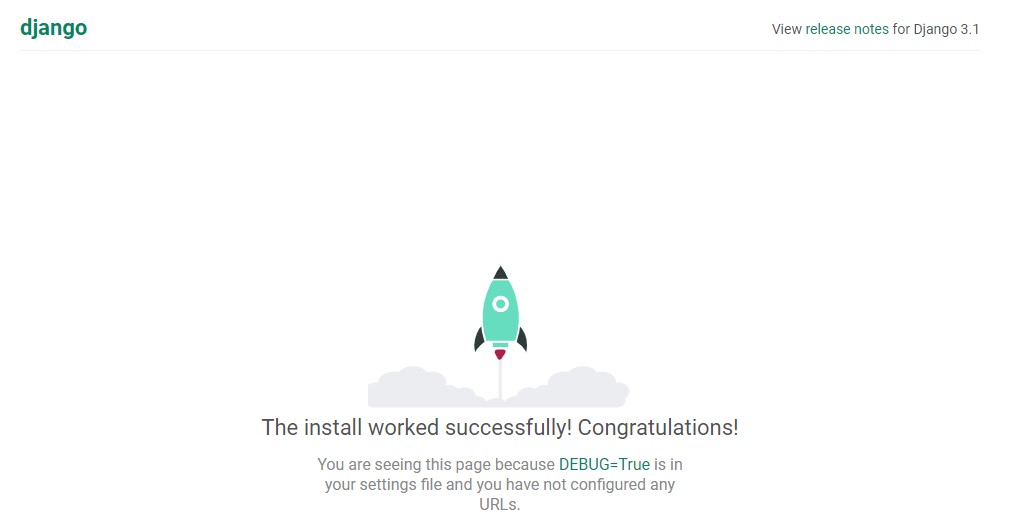 django
View release notes for Django 3.1
The install worked successfully! Congratulations!
You are seeing this page because DEBUG=True is in
your settings file and you have not configured any
URLs.